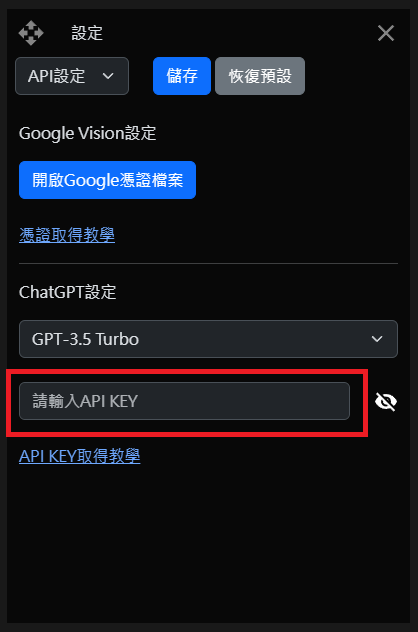 設定
API設定
儲存
恢復預設
Google Vision設定
開啟Google憑證檔案
憑證取得教學
ChatGPT設定
GPT-3.5 Turbo
請輸入API KEY
API KEY取得教學